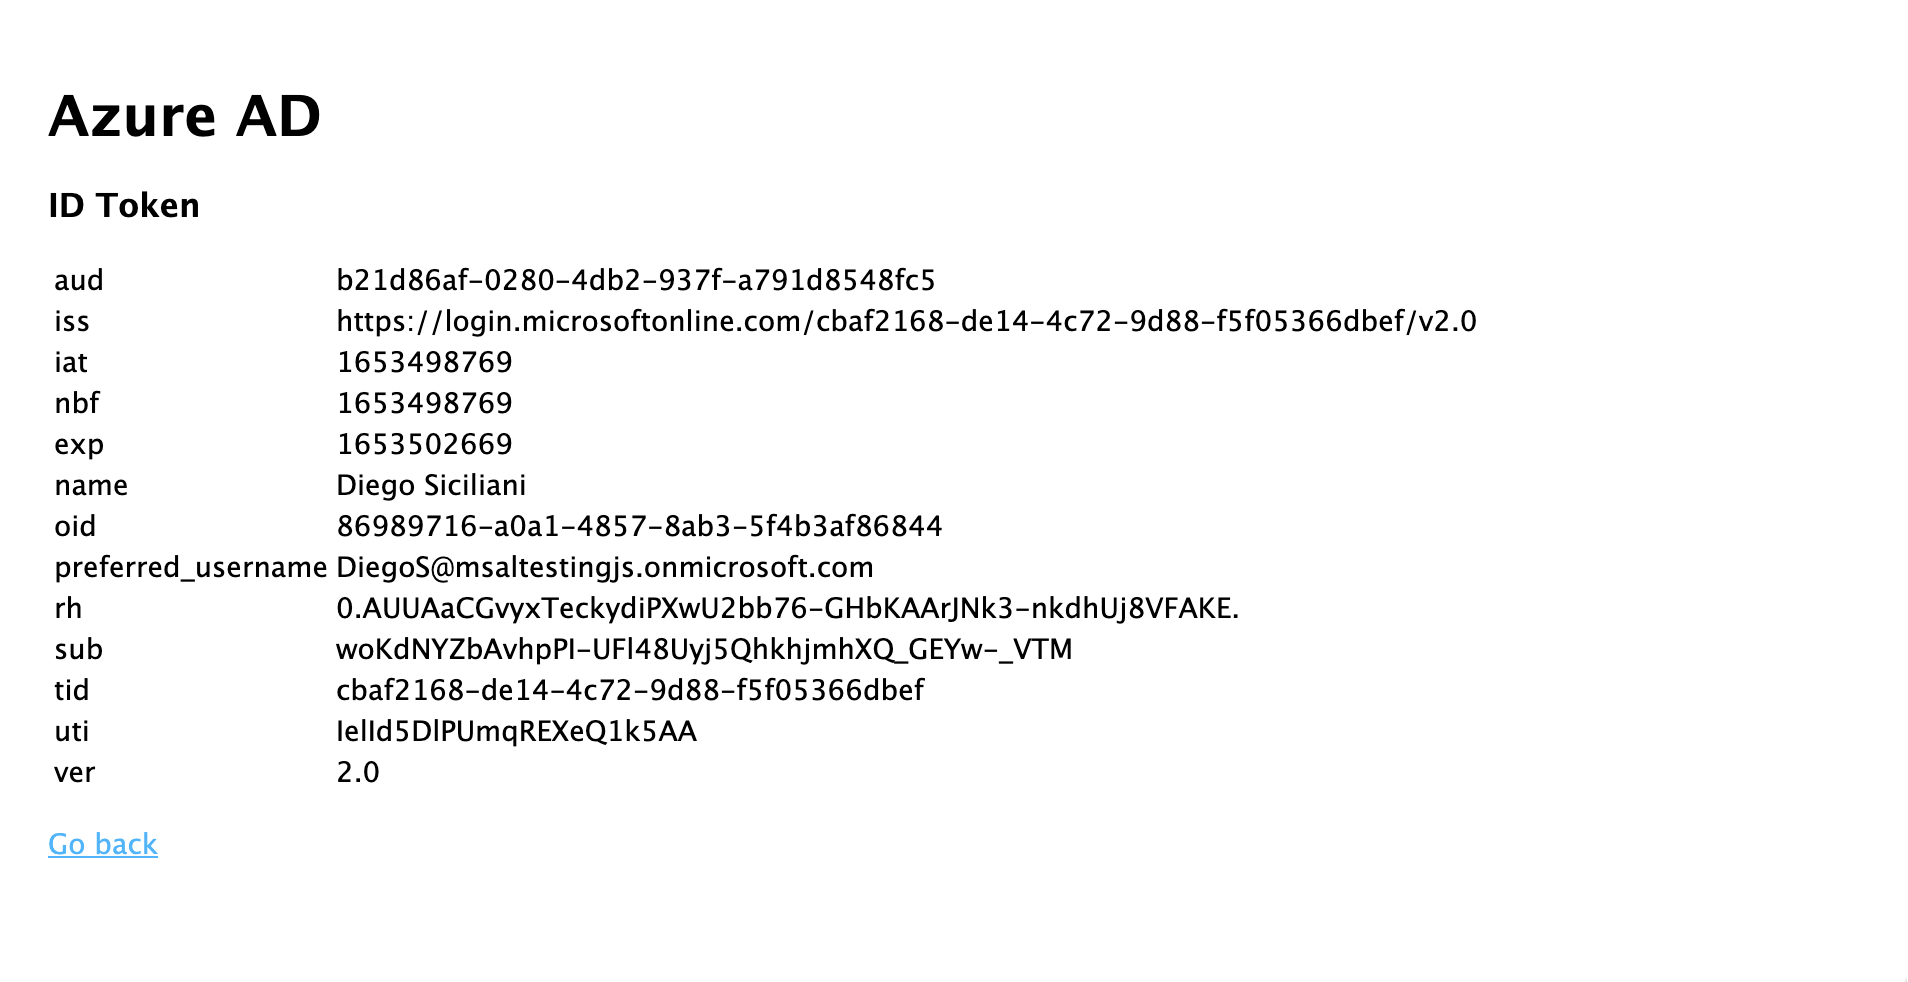 Azure AD
ID Token
aud b21d86af-0280-4db2-937f-a791d8548fc5
iss https://login.microsoftonline.com/cbaf2168-de14-4c72-9d88-f5f05366dbef/v2.0
iat 1653498769
nbf 1653498769
exp 1653502669
name Diego Siciliani
oid 86989716-a0a1-4857-8ab3-5f4b3af86844
preferred_username DiegoS@msaltestingjs.onmicrosoft.com
rh 0.AUUAaCGvyxTeckydiPXwU2bb76-GHbKAArJNk3-nkdhUj8VFAKE.
sub woKdNYZbAvhpPI-UFl48Uyj5QhkhjmhXQ_GEYw-_VTM
tid cbaf2168-de14-4c72-9d88-f5f05366dbef
uti IelId5DlPUmqREXeQ1k5AA
ver 2.0
Go back